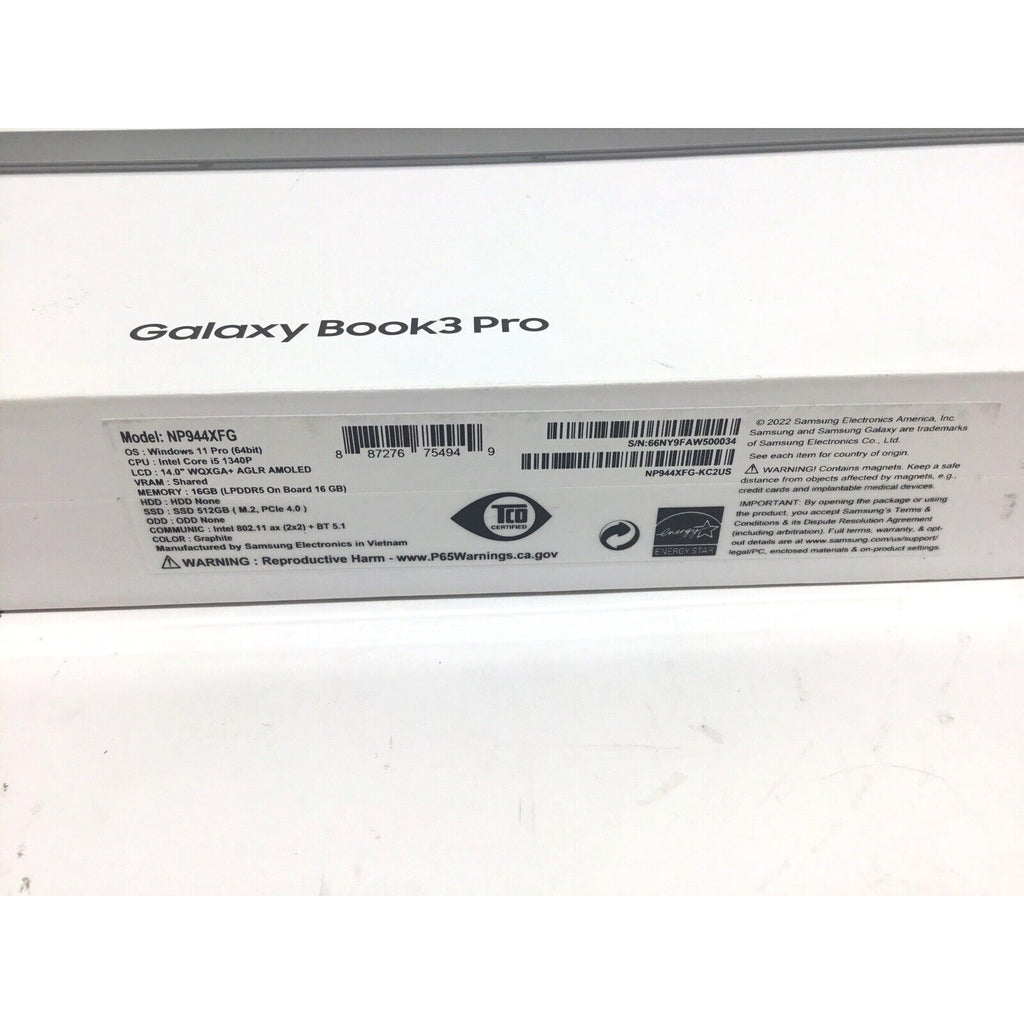 Galaxy Book3 Pro
Model: NP944XFG
OS : Windows 11 Pro (64bit)
CPU : Intel Core i5 1340P
LCD : 14.0" WQXGA+ AGLR AMOLED
VRAM : Shared
MEMORY : 16GB (LPDDR5 On Board 16 GB)
HDD : HDD None
SSD : SSD 512GB ( M.2, PCIe 4.0 )
ODD : ODD None
COMMUNIC : Intel 802.11 ax (2x2) + BT 5.1
COLOR : Graphite
Manufactured by Samsung Electronics in Vietnam
WARNING : Reproductive Harm - www.P65Warnings.ca.gov
8 87276 75494 9
S/N:66NY9FAW500034
NP944XFG-KC2US
TCO
CERTIFIED
energy
ENERGY STAR
© 2022 Samsung Electronics America, Inc.
Samsung and Samsung Galaxy are trademarks
of Samsung Electronics Co., Ltd.
See each item for country of origin.
WARNING! Contains magnets. Keep a safe
distance from objects affected by magnets, e.g.,
credit cards and implantable medical devices.
IMPORTANT: By opening the package or using
the product, you accept Samsung's Terms &
Conditions & its Dispute Resolution Agreement
(including arbitration). Full terms, warranty, & opt-
out details are at www.samsung.com/us/support/
legal/PC, enclosed materials & on-product settings.